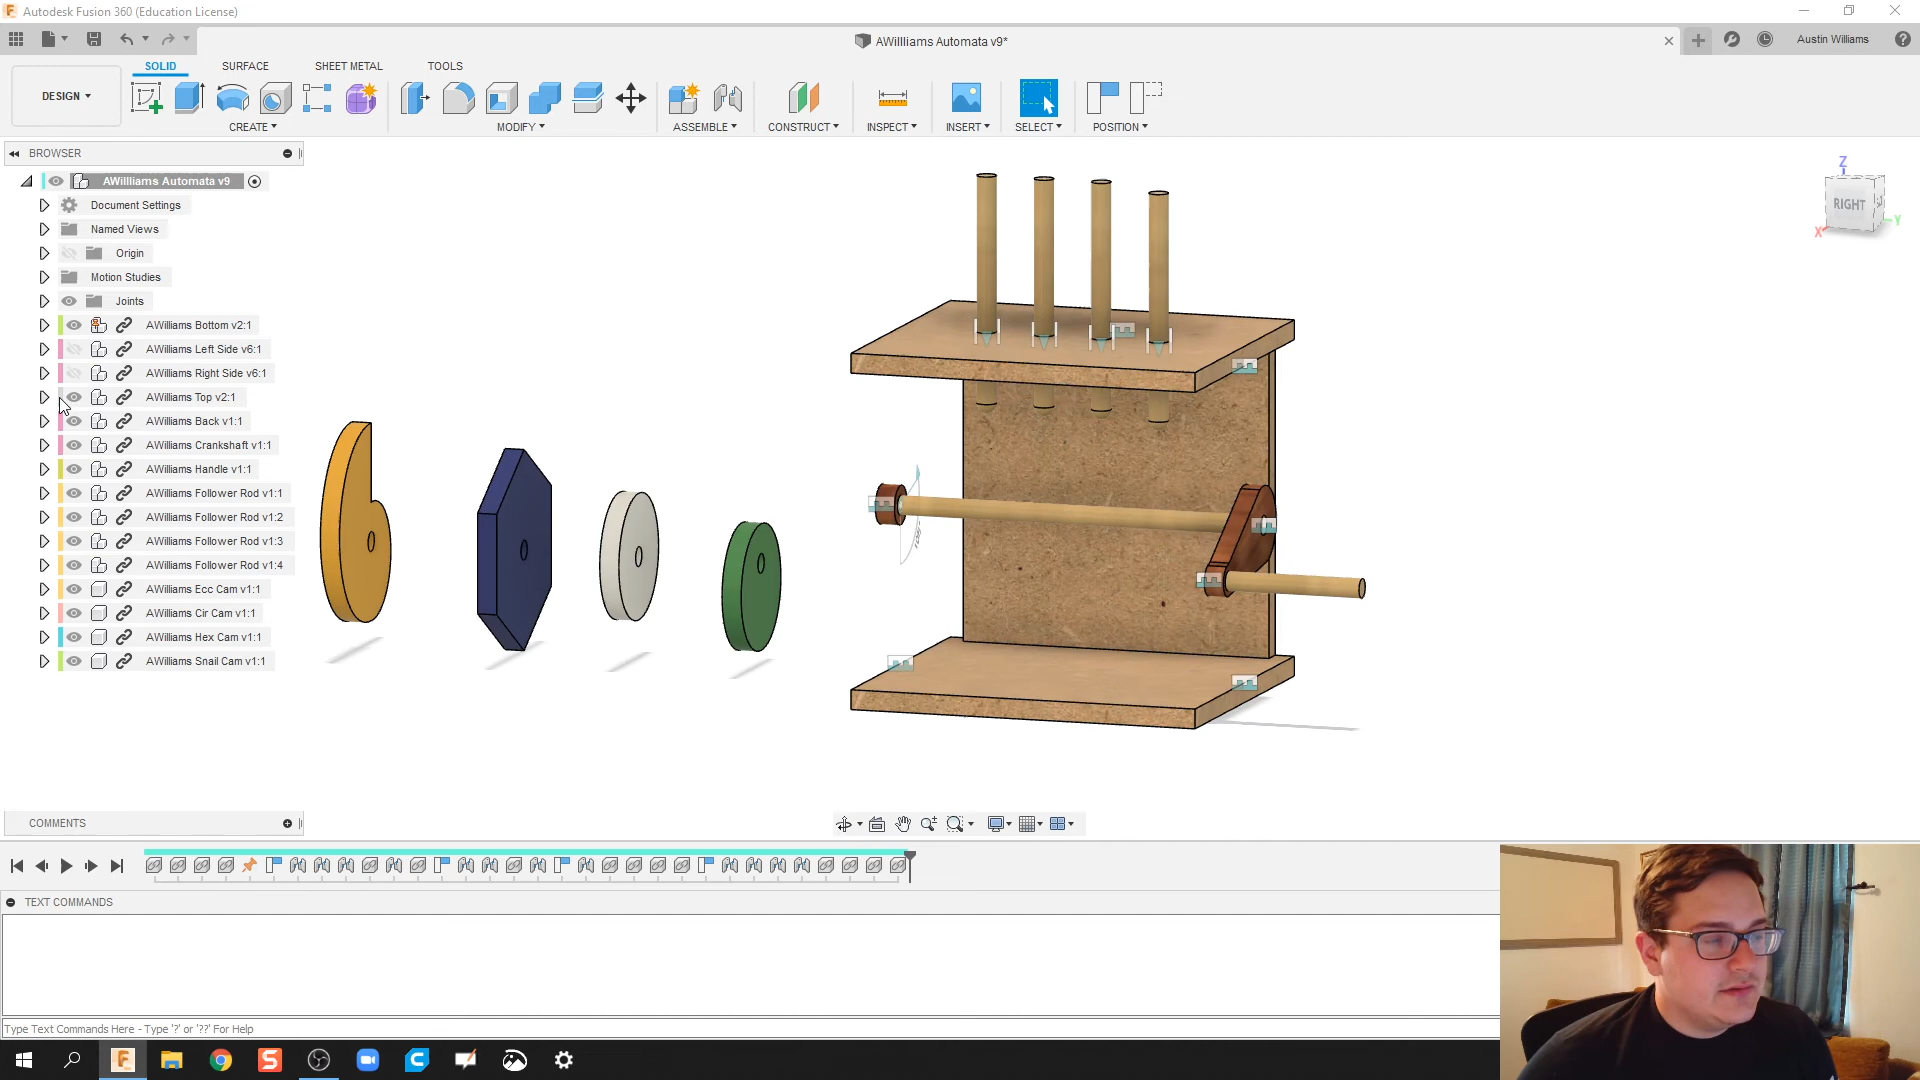 Autodesk Fusion 360 (Education License)
AWillliams Automata v9*
Austin Williams
SOLID SURFACE SHEET METAL TOOLS
DESIGN
CREATE MODIFY ASSEMBLE CONSTRUCT INSPECT INSERT SELECT POSITION
BROWSER
AWillliams Automata v9
Document Settings
Named Views
Origin
Motion Studies
Joints
AWilliams Bottom v2:1
AWilliams Left Side v6:1
AWilliams Right Side v6:1
AWilliams Top v2:1
AWilliams Back v1:1
AWilliams Crankshaft v1:1
AWilliams Handle v1:1
AWilliams Follower Rod v1:1
AWilliams Follower Rod v1:2
AWilliams Follower Rod v1:3
AWilliams Follower Rod v1:4
AWilliams Ecc Cam v1:1
AWilliams Cir Cam v1:1
AWilliams Hex Cam v1:1
AWilliams Snail Cam v1:1
Z
RIGHT
Y
X
COMMENTS
TEXT COMMANDS
Type Text Commands Here - Type '?' or '??' For Help